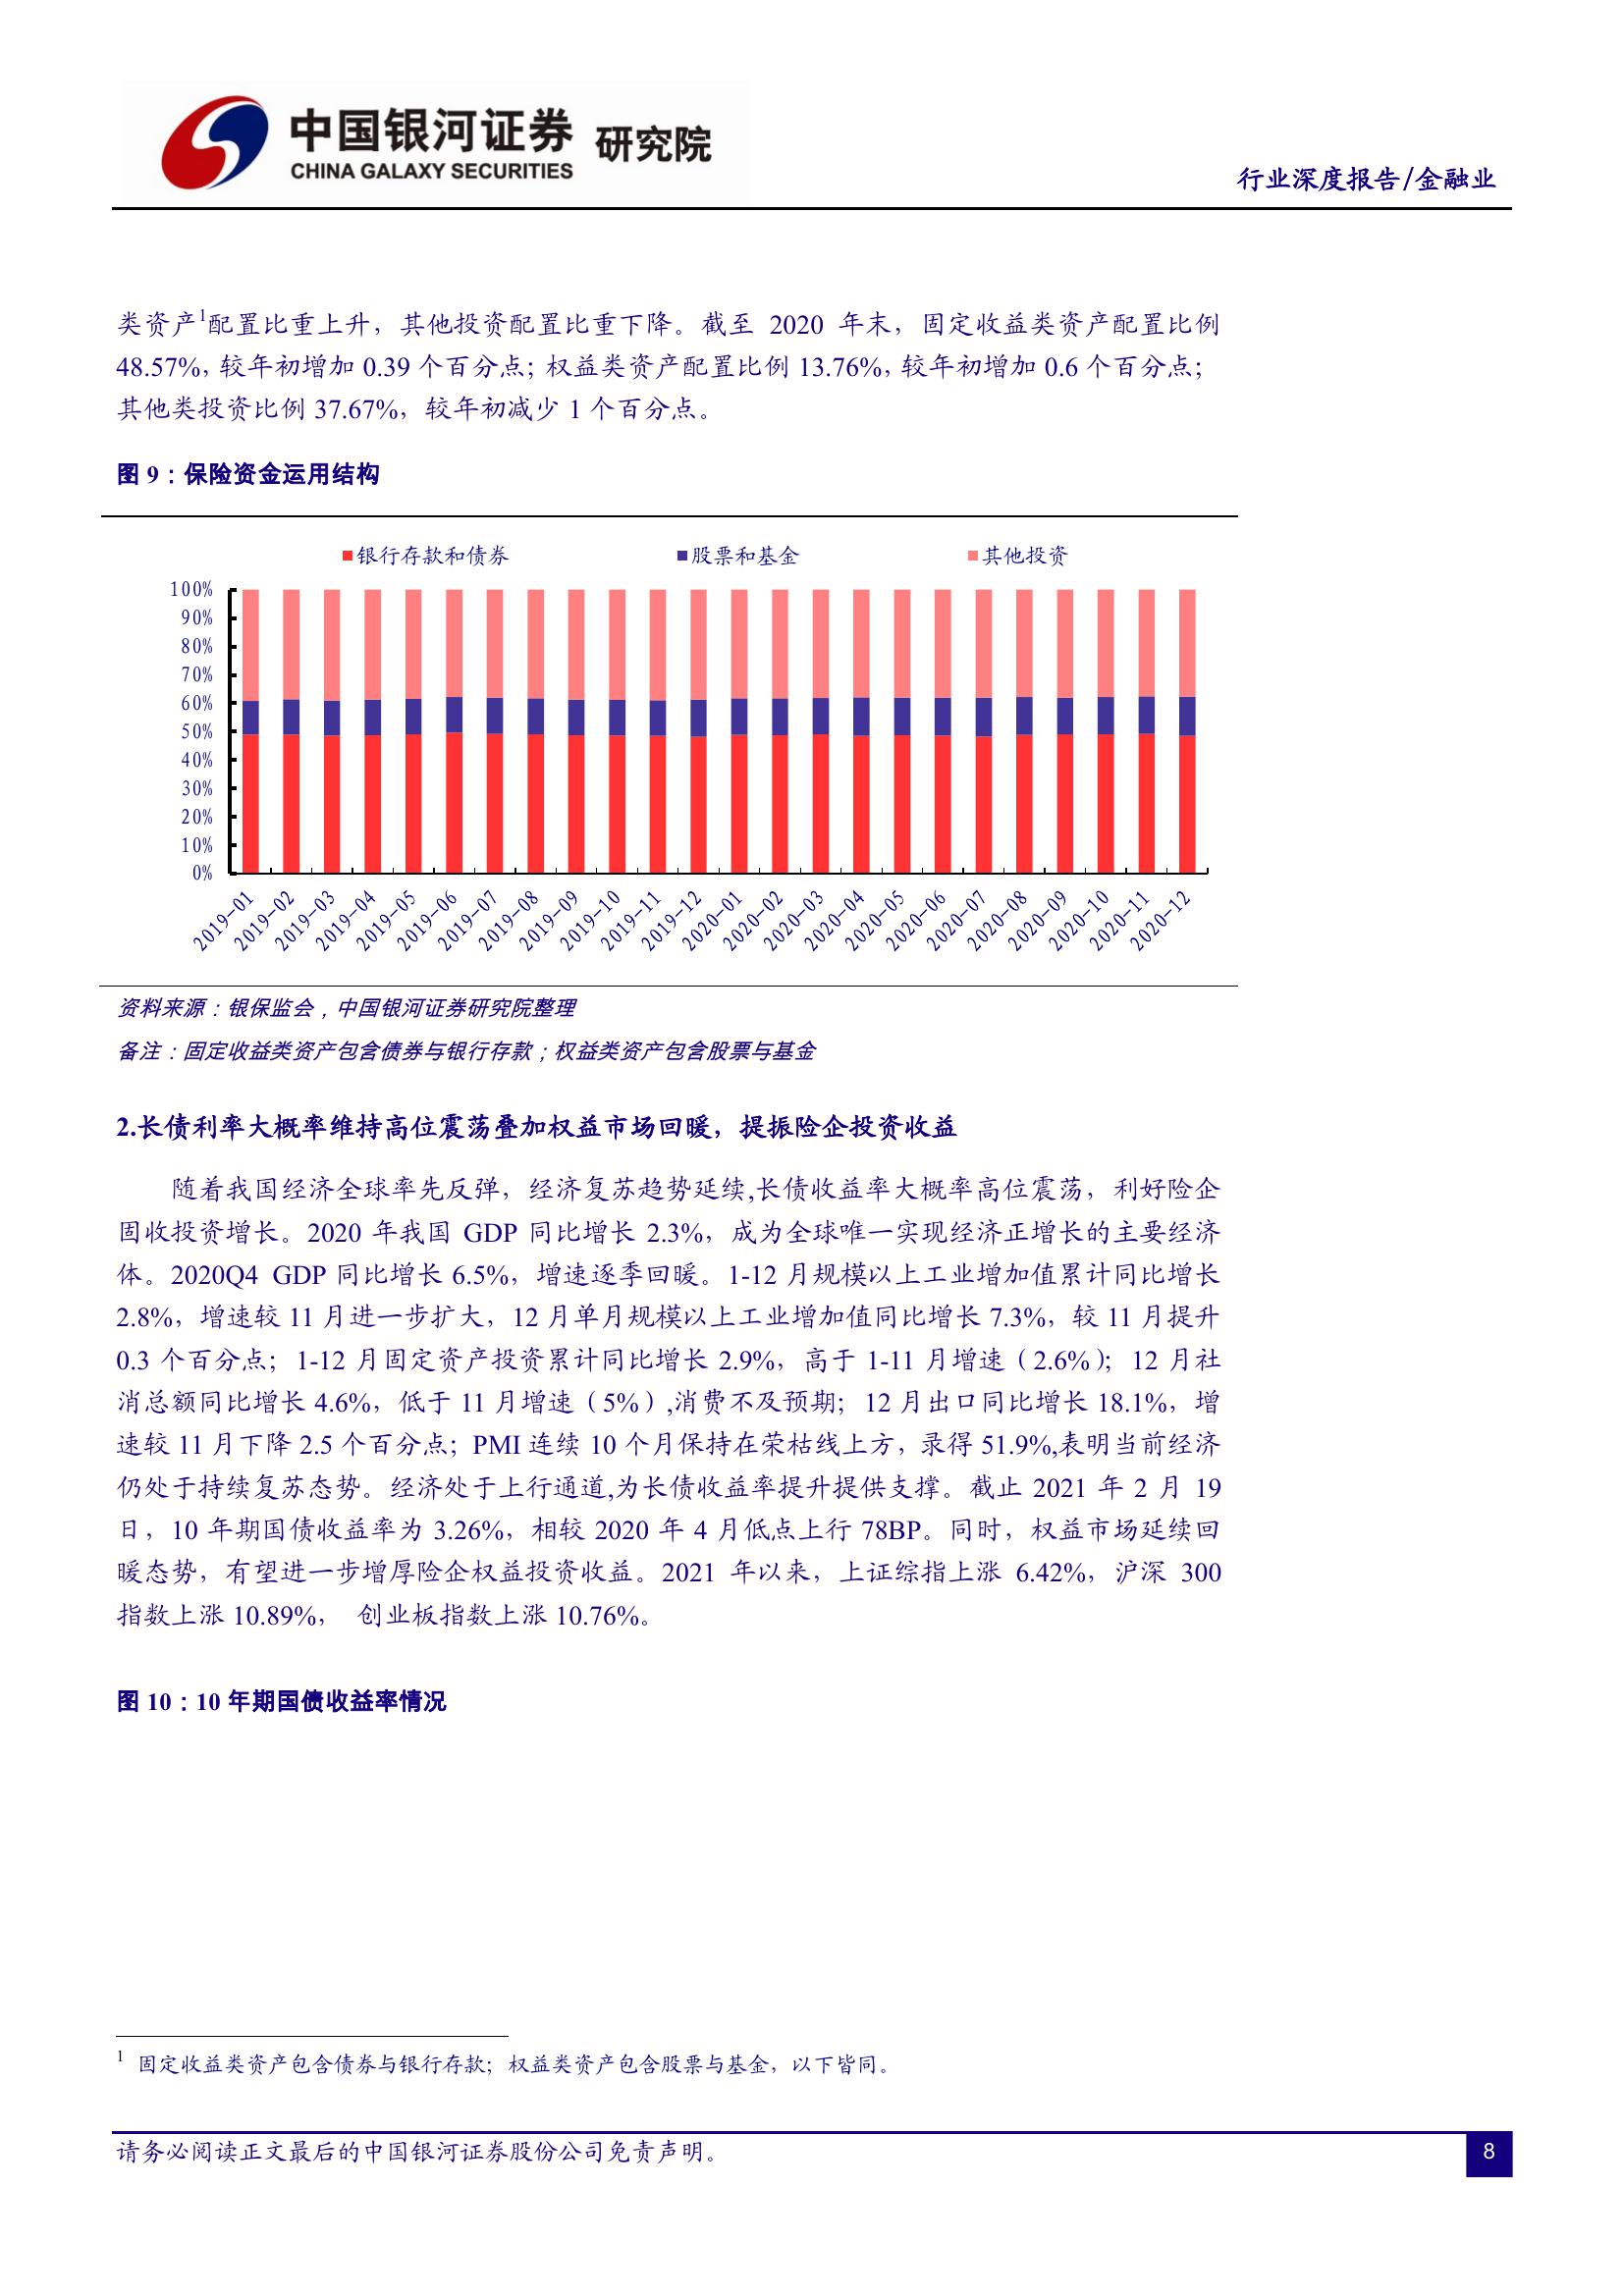 中国银河证券 研究院
CHINA GALAXY SECURITIES
行业深度报告/金融业
类资产1配置比重上升，其他投资配置比重下降。截至 2020 年末，固定收益类资产配置比例
48.57%，较年初增加 0.39 个百分点；权益类资产配置比例 13.76%，较年初增加 0.6 个百分点；
其他类投资比例 37.67%，较年初减少 1 个百分点。
图 9：保险资金运用结构
银行存款和债券 股票和基金 其他投资
100%
90%
80%
70%
60%
50%
40%
30%
20%
10%
0%
2019-01 2019-02 2019-03 2019-04 2019-05 2019-06 2019-07 2019-08 2019-09 2019-10 2019-11 2019-12 2020-01 2020-02 2020-03 2020-04 2020-05 2020-06 2020-07 2020-08 2020-09 2020-10 2020-11 2020-12
资料来源：银保监会，中国银河证券研究院整理
备注：固定收益类资产包含债券与银行存款；权益类资产包含股票与基金
2.长债利率大概率维持高位震荡叠加权益市场回暖，提振险企投资收益
随着我国经济全球率先反弹，经济复苏趋势延续,长债收益率大概率高位震荡，利好险企
固收投资增长。2020 年我国 GDP 同比增长 2.3%，成为全球唯一实现经济正增长的主要经济
体。2020Q4 GDP 同比增长 6.5%，增速逐季回暖。1-12 月规模以上工业增加值累计同比增长
2.8%，增速较 11 月进一步扩大，12 月单月规模以上工业增加值同比增长 7.3%，较 11 月提升
0.3 个百分点；1-12 月固定资产投资累计同比增长 2.9%，高于 1-11 月增速（2.6%）；12 月社
消总额同比增长 4.6%，低于 11 月增速（5%）,消费不及预期；12 月出口同比增长 18.1%，增
速较 11 月下降 2.5 个百分点；PMI 连续 10 个月保持在荣枯线上方，录得 51.9%,表明当前经济
仍处于持续复苏态势。经济处于上行通道,为长债收益率提升提供支撑。截止 2021 年 2 月 19
日，10 年期国债收益率为 3.26%，相较 2020 年 4 月低点上行 78BP。同时，权益市场延续回
暖态势，有望进一步增厚险企权益投资收益。2021 年以来，上证综指上涨 6.42%，沪深 300
指数上涨 10.89%， 创业板指数上涨 10.76%。
图 10：10 年期国债收益率情况
1 固定收益类资产包含债券与银行存款；权益类资产包含股票与基金，以下皆同。
请务必阅读正文最后的中国银河证券股份公司免责声明。
8